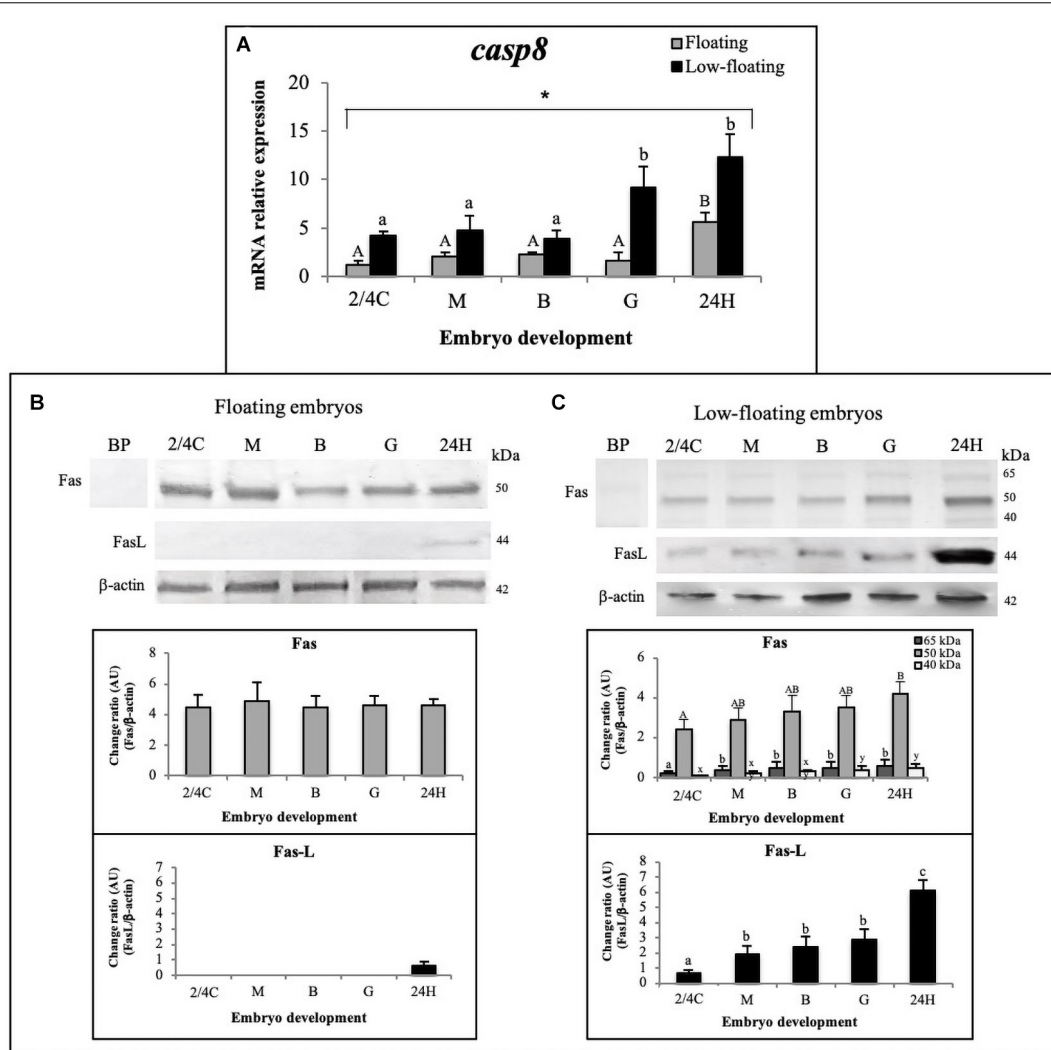 A
casp8
Floating
Low-floating
mRNA relative expression
20
15
10
5
0
*
A a A a A a A b B b
2/4C M B G 24H
Embryo development
B
Floating embryos
BP 2/4C M B G 24H
kDa
Fas 50
FasL 44
β-actin 42
Fas
Change ratio (AU)
(Fas/β-actin)
8
6
4
2
0
2/4C M B G 24H
Embryo development
Fas-L
Change ratio (AU)
(FasL/β-actin)
7
6
5
4
3
2
1
0
2/4C M B G 24H
Embryo development
C
Low-floating embryos
BP 2/4C M B G 24H
kDa
65
Fas 50
40
FasL 44
β-actin 42
Fas
65 kDa
50 kDa
40 kDa
Change ratio (AU)
(Fas/β-actin)
6
4
2
0
a A x b AB x y b AB x y b AB y b B y
2/4C M B G 24H
Embryo development
Fas-L
Change ratio (AU)
(FasL/β-actin)
8
7
6
5
4
3
2
1
0
a b b b c
2/4C M B G 24H
Embryo development